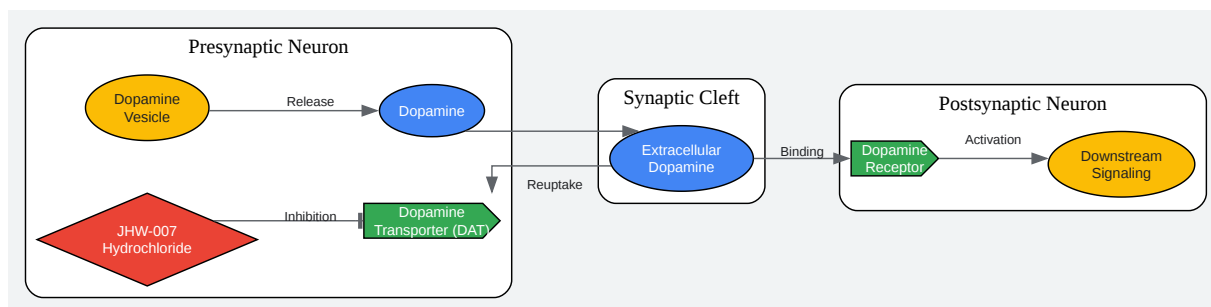 Presynaptic Neuron
Dopamine
Vesicle
Release
Dopamine
JHW-007
Hydrochloride
Inhibition
Dopamine
Transporter (DAT)
Reuptake
Synaptic Cleft
Extracellular
Dopamine
Binding
Postsynaptic Neuron
Dopamine
Receptor
Activation
Downstream
Signaling